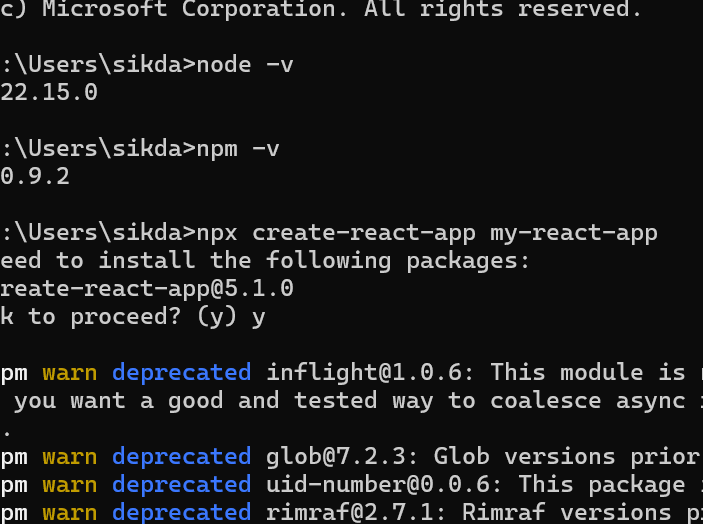 c) Microsoft Corporation. All rights reserved.
:\Users\sikda>node -v
22.15.0
:\Users\sikda>npm -v
0.9.2
:\Users\sikda>npx create-react-app my-react-app
eed to install the following packages:
reate-react-app@5.1.0
k to proceed? (y) y
pm warn deprecated inflight@1.0.6: This module is
you want a good and tested way to coalesce async
.
pm warn deprecated glob@7.2.3: Glob versions prior
pm warn deprecated uid-number@0.0.6: This package
pm warn deprecated rimraf@2.7.1: Rimraf versions